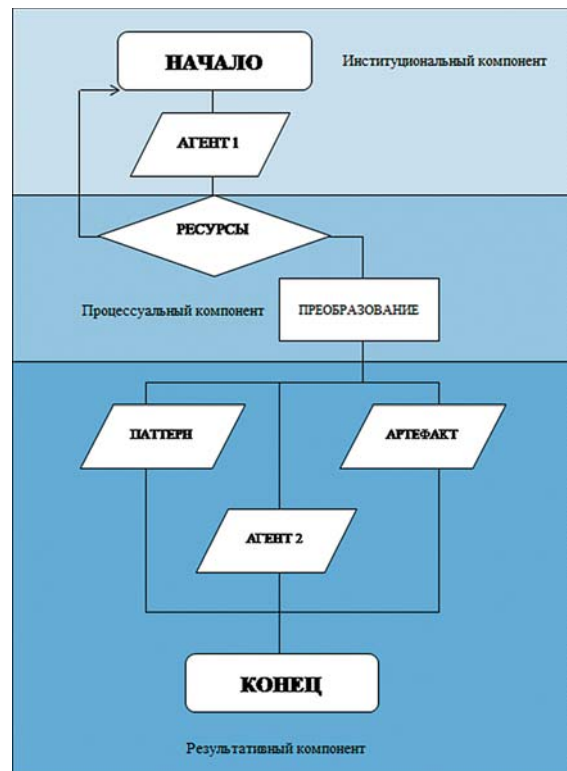 НАЧАЛО
Институциональный компонент
АГЕНТ 1
РЕСУРСЫ
Процессуальный компонент
ПРЕОБРАЗОВАНИЕ
ПАТТЕРН
АРТЕФАКТ
АГЕНТ 2
КОНЕЦ
Результативный компонент